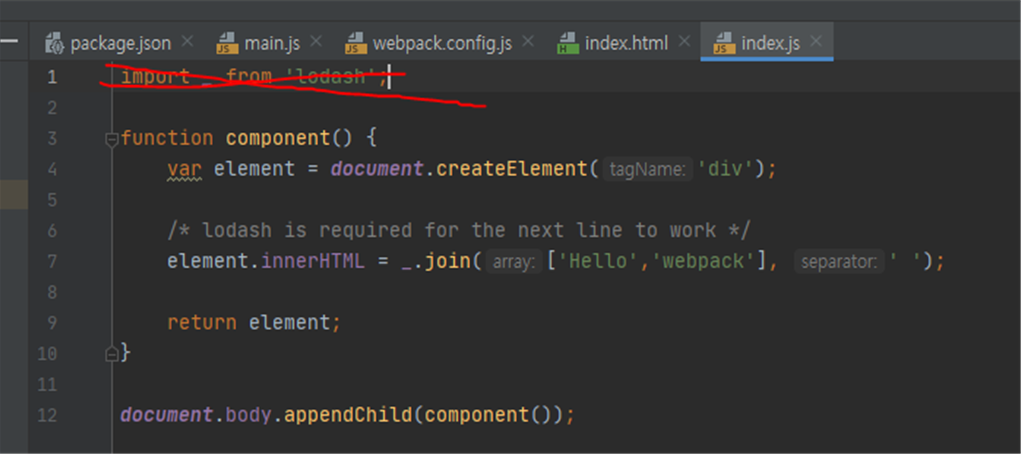 package.json main.js webpack.config.js index.html index.js
1 import _ from 'lodash';
2
3 function component() {
4 var element = document.createElement( tagName: 'div');
5
6 /* lodash is required for the next line to work */
7 element.innerHTML = _.join( array: ['Hello','webpack'], separator: ' ');
8
9 return element;
10 }
11
12 document.body.appendChild(component());